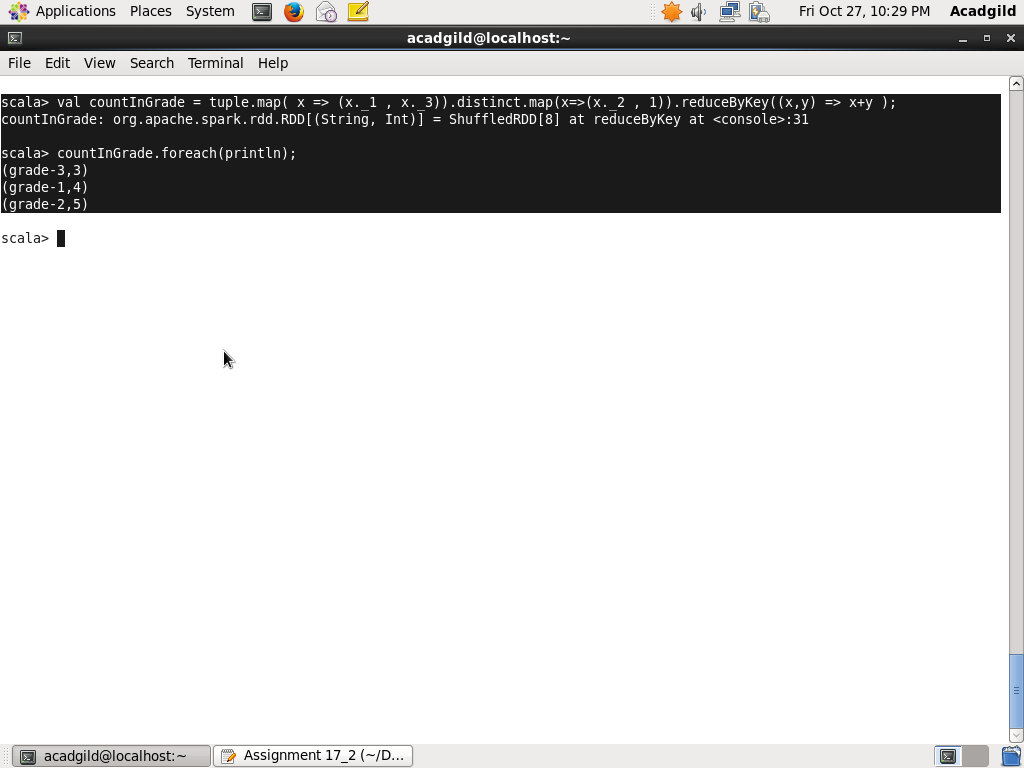 Applications Places System Fri Oct 27, 10:29 PM Acadgild
acadgild@localhost:~
File Edit View Search Terminal Help
scala> val countInGrade = tuple.map( x => (x._1 , x._3)).distinct.map(x=>(x._2 , 1)).reduceByKey((x,y) => x+y );
countInGrade: org.apache.spark.rdd.RDD[(String, Int)] = ShuffledRDD[8] at reduceByKey at <console>:31
scala> countInGrade.foreach(println);
(grade-3,3)
(grade-1,4)
(grade-2,5)
scala>
acadgild@localhost:~ Assignment 17_2 (~/D...